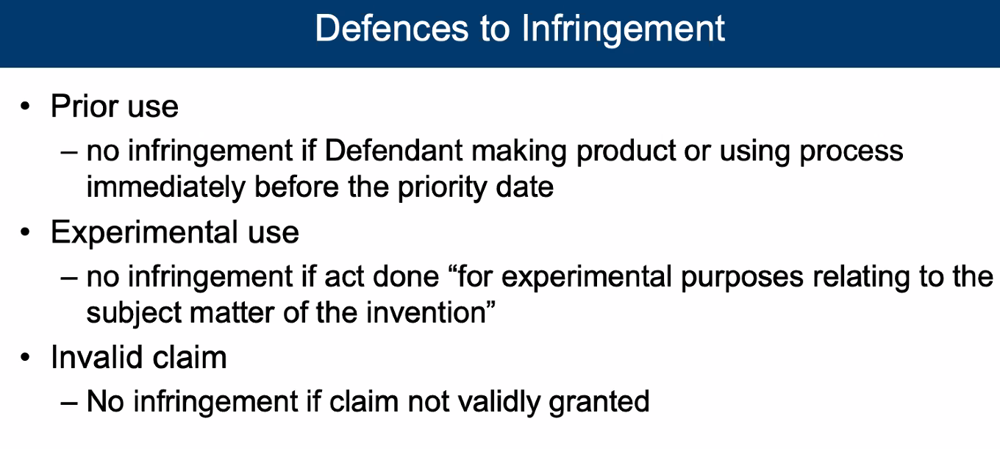 Defences to Infringement
• Prior use
– no infringement if Defendant making product or using process
immediately before the priority date
• Experimental use
– no infringement if act done “for experimental purposes relating to the
subject matter of the invention”
• Invalid claim
– No infringement if claim not validly granted